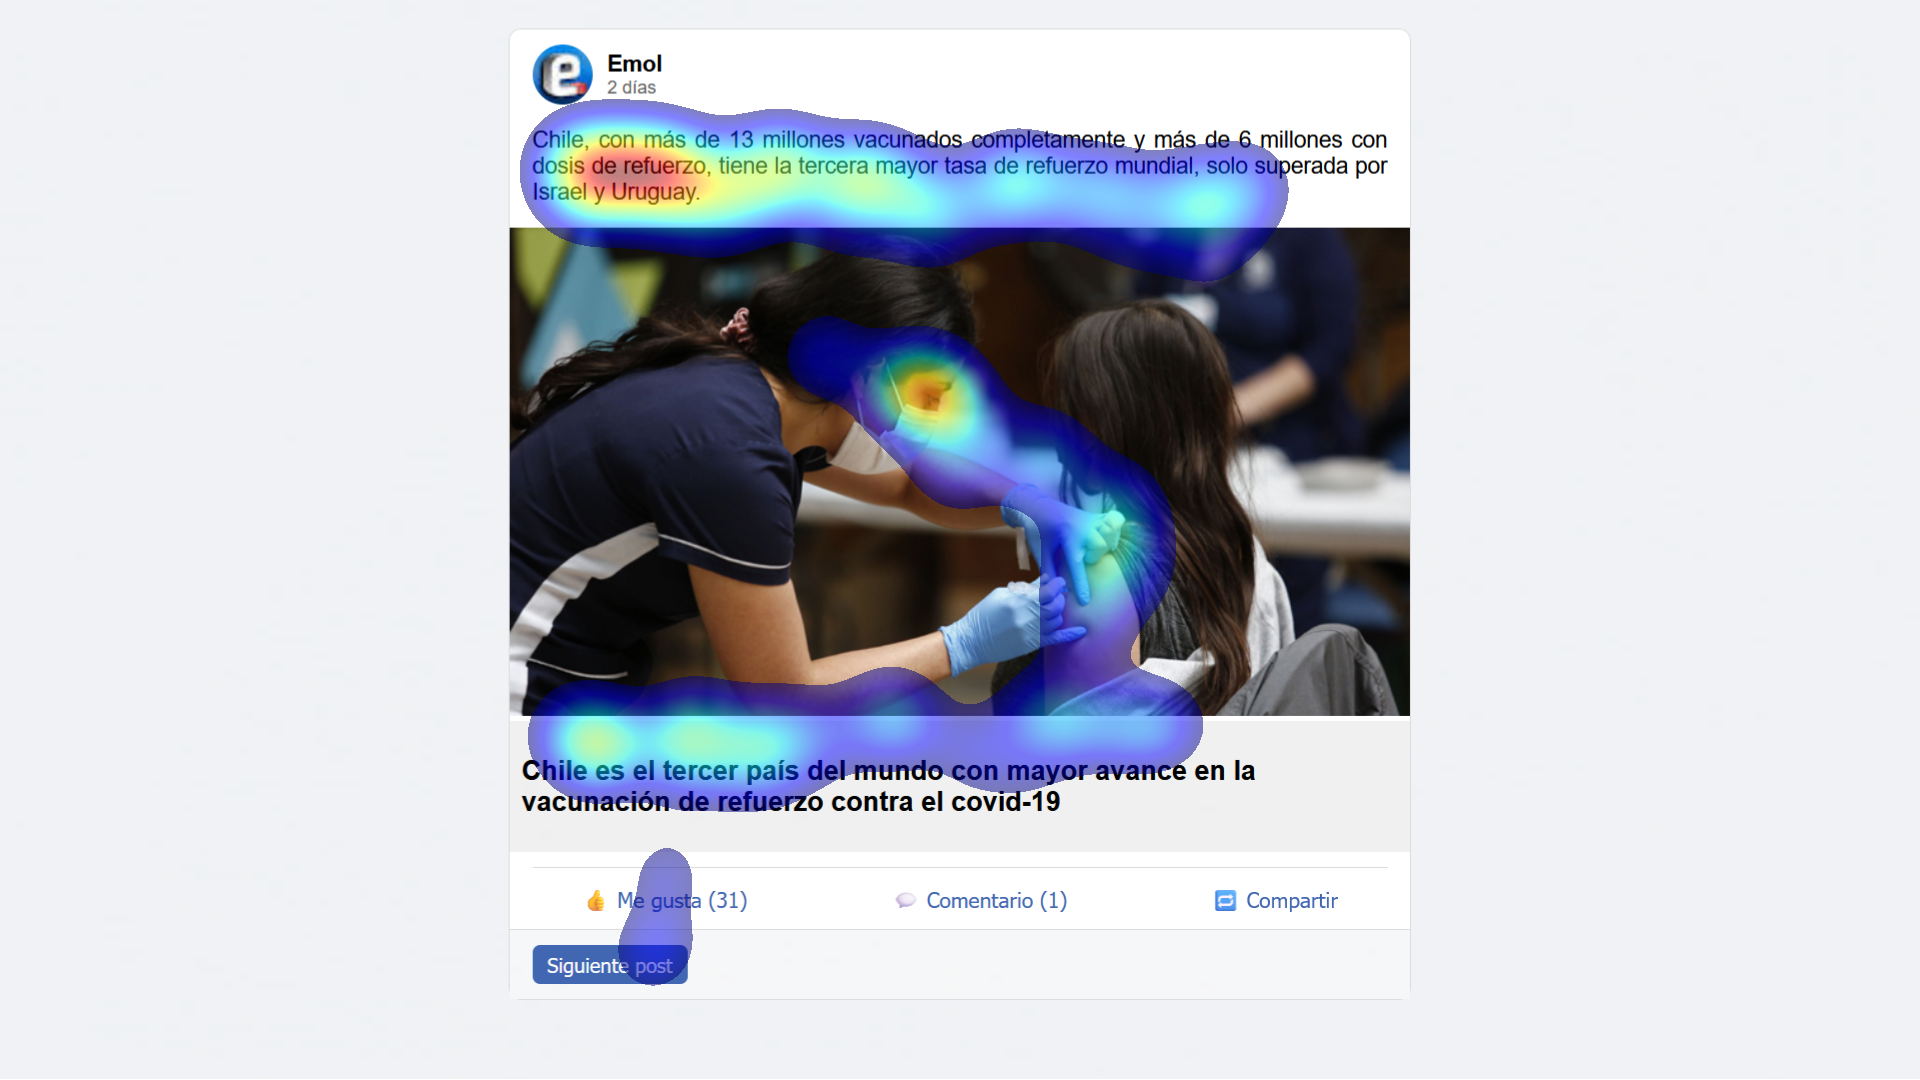 Emol
2 días
Chile, con más de 13 millones vacunados completamente y más de 6 millones con
dosis de refuerzo, tiene la tercera mayor tasa de refuerzo mundial, solo superada por
Israel y Uruguay.
Chile es el tercer país del mundo con mayor avance en la
vacunación de refuerzo contra el covid-19
👍 Me gusta (31) 💬 Comentario (1) 🔁 Compartir
Siguiente post